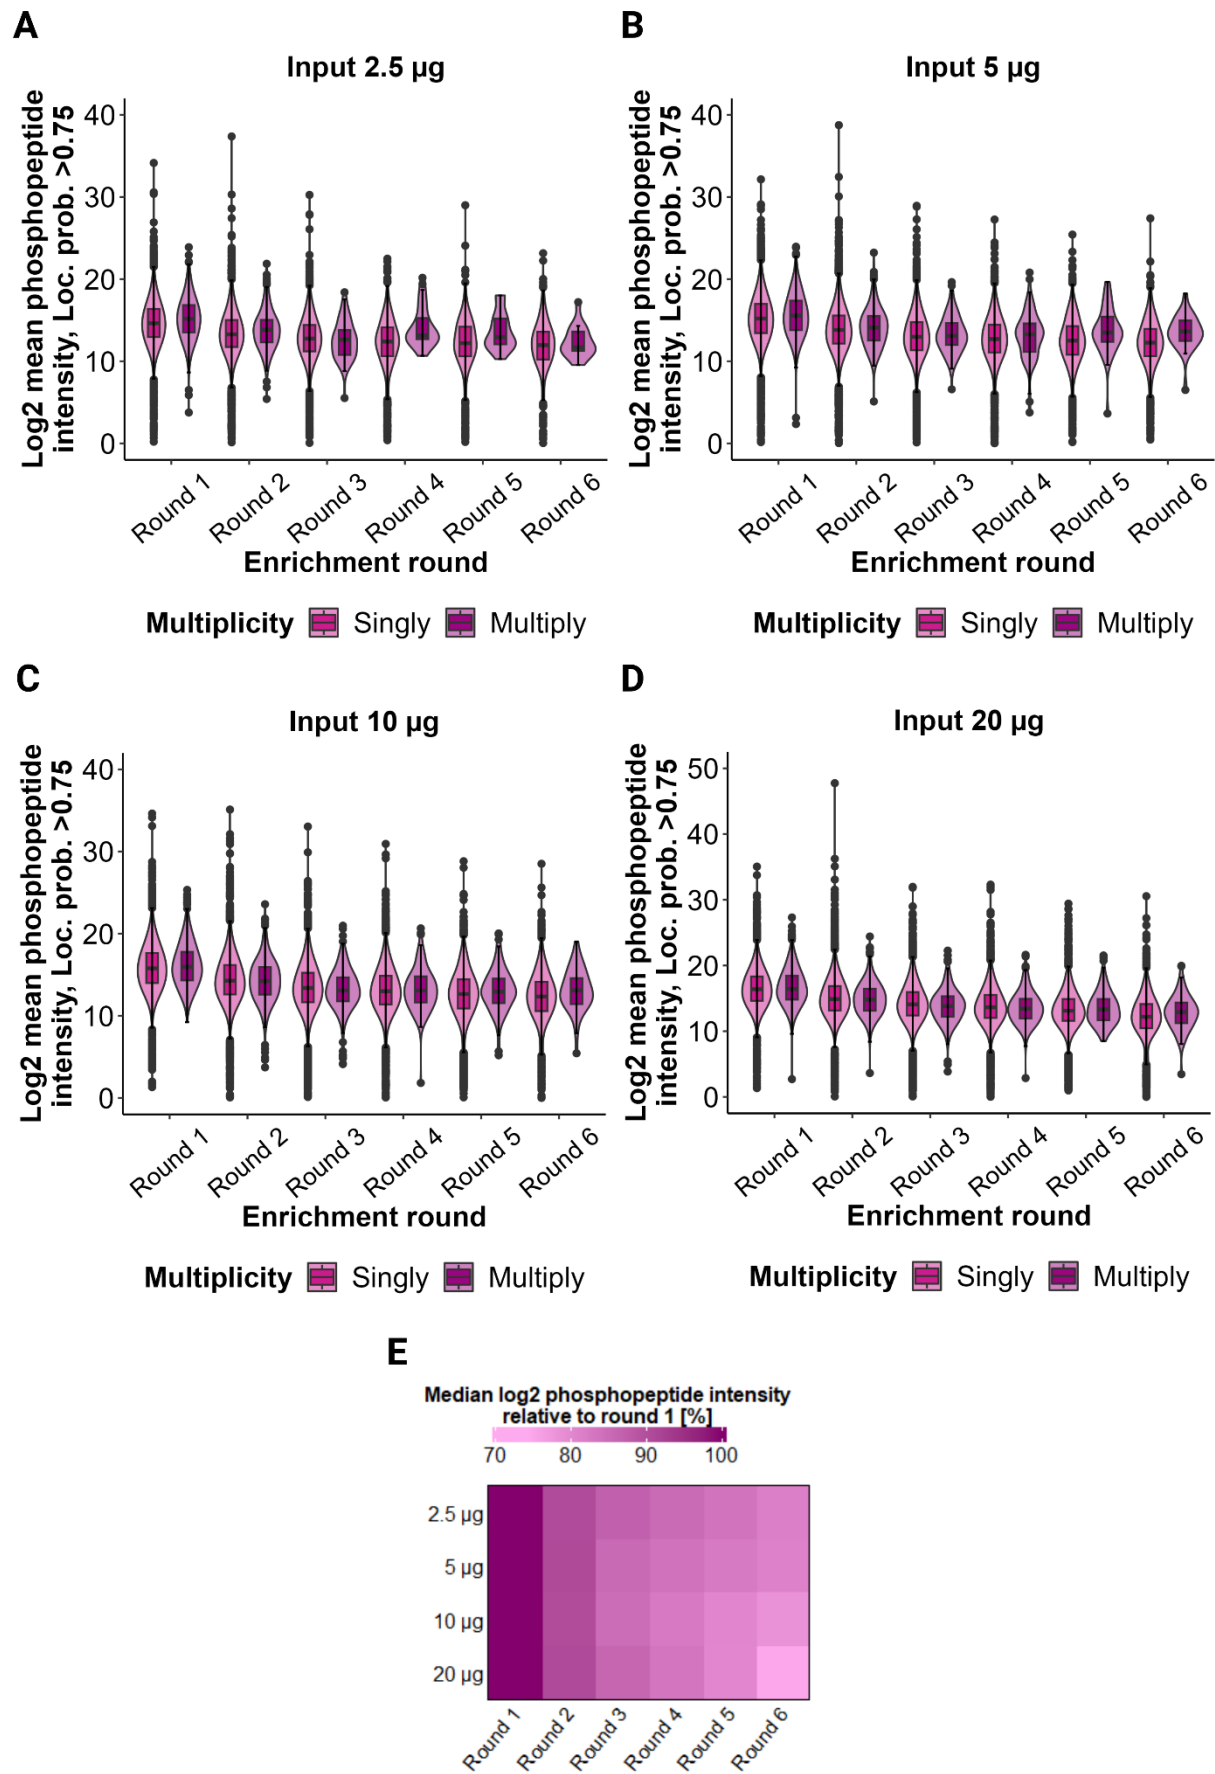 A
Input 2.5 µg
Log2 mean phosphopeptide
intensity, Loc. prob. >0.75
40
30
20
10
0
Round 1
Round 2
Round 3
Round 4
Round 5
Round 6
Enrichment round
Multiplicity Singly Multiply
B
Input 5 µg
Log2 mean phosphopeptide
intensity, Loc. prob. >0.75
40
30
20
10
0
Round 1
Round 2
Round 3
Round 4
Round 5
Round 6
Enrichment round
Multiplicity Singly Multiply
C
Input 10 µg
Log2 mean phosphopeptide
intensity, Loc. prob. >0.75
40
30
20
10
0
Round 1
Round 2
Round 3
Round 4
Round 5
Round 6
Enrichment round
Multiplicity Singly Multiply
D
Input 20 µg
Log2 mean phosphopeptide
intensity, Loc. prob. >0.75
50
40
30
20
10
0
Round 1
Round 2
Round 3
Round 4
Round 5
Round 6
Enrichment round
Multiplicity Singly Multiply
E
Median log2 phosphopeptide intensity
relative to round 1 [%]
70 80 90 100
2.5 µg
5 µg
10 µg
20 µg
Round 1
Round 2
Round 3
Round 4
Round 5
Round 6